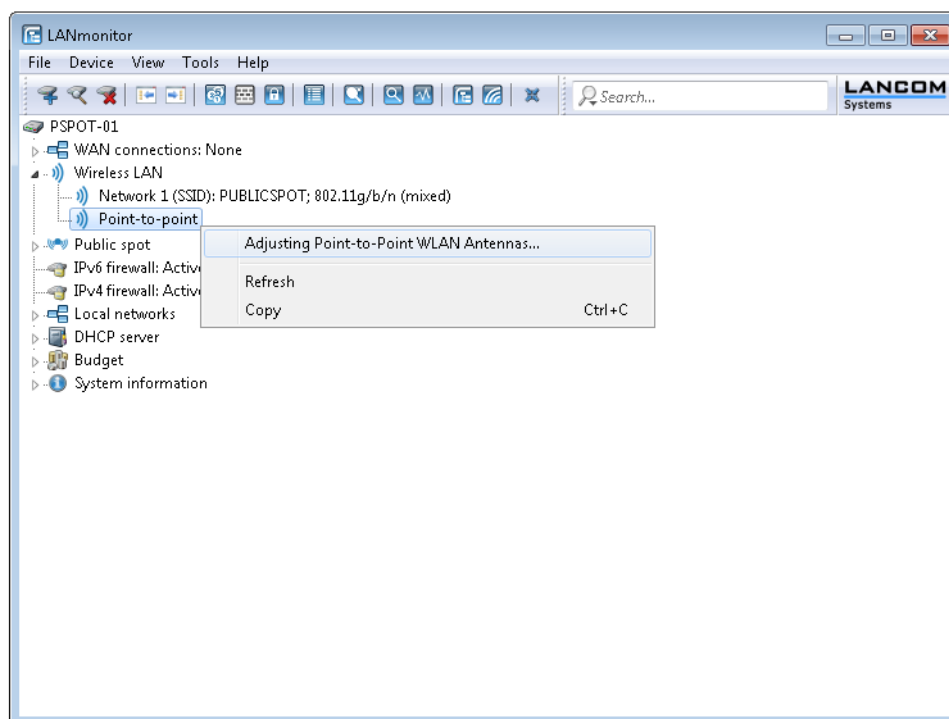 LANmonitor
File Device View Tools Help
Search...
LANCOM
Systems
PSPOT-01
WAN connections: None
Wireless LAN
Network 1 (SSID): PUBLICSPOT; 802.11g/b/n (mixed)
Point-to-point
Adjusting Point-to-Point WLAN Antennas...
Public spot
IPv6 firewall: Activ
Refresh
IPv4 firewall: Activ
Copy Ctrl+C
Local networks
DHCP server
Budget
System information